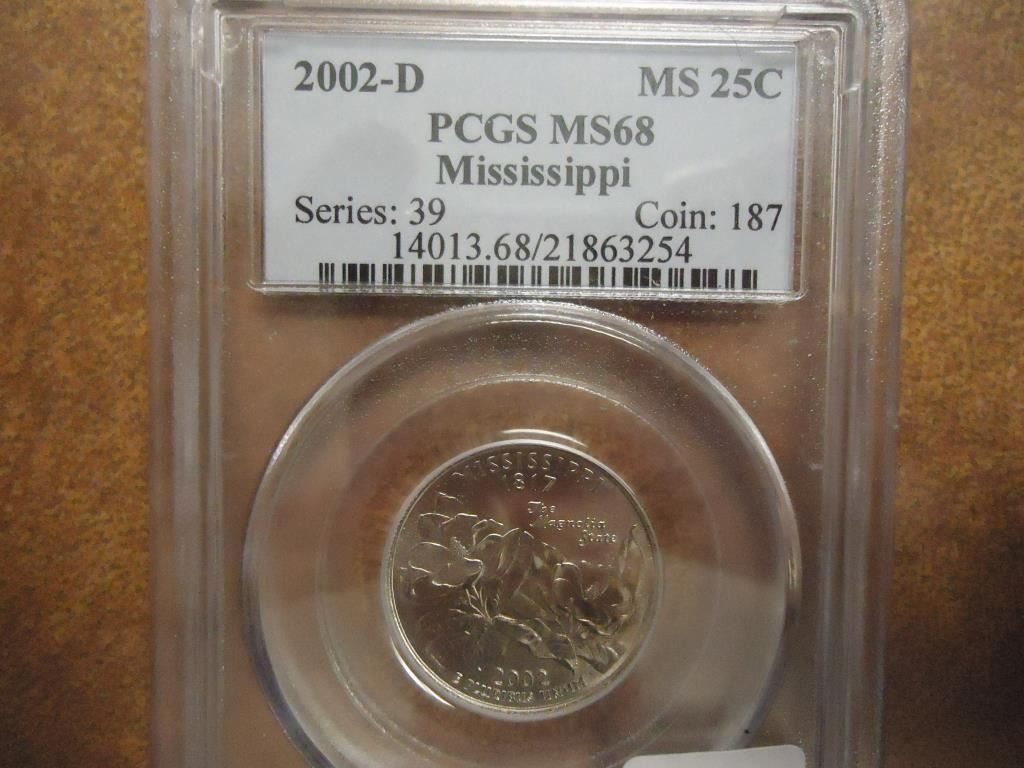 2002-D MS 25C
PCGS MS68
Mississippi
Series: 39 Coin: 187
14013.68/21863254
MISSISSIPPI
1817
The
Magnolia
State
2002
E PLURIBUS UNUM